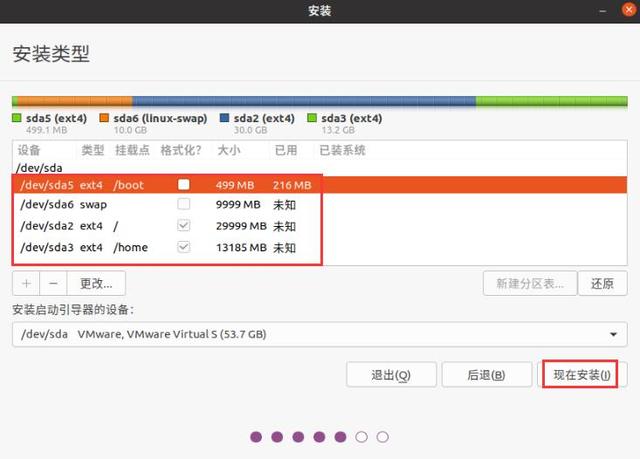 安装
安装类型
sda5 (ext4) sda6 (linux-swap) sda2 (ext4) sda3 (ext4)
499.1 MB 10.0 GB 30.0 GB 13.2 GB
设备 类型 挂载点 格式化? 大小 已用 已装系统
/dev/sda
/dev/sda5 ext4 /boot 499 MB 216 MB
/dev/sda6 swap 9999 MB 未知
/dev/sda2 ext4 / 29999 MB 未知
/dev/sda3 ext4 /home 13185 MB 未知
+ − 更改... 新建分区表... 还原
安装启动引导器的设备:
/dev/sda VMware, VMware Virtual S (53.7 GB)
退出(Q) 后退(B) 现在安装(I)